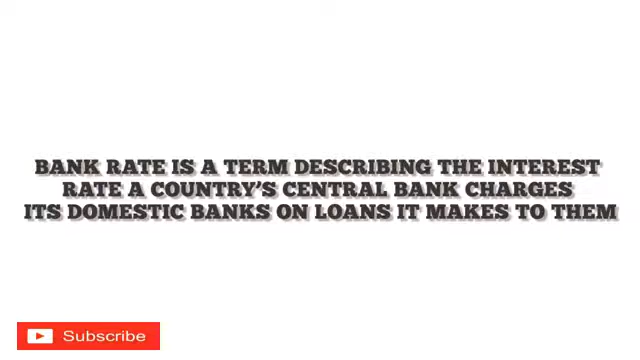 BANK RATE IS A TERM DESCRIBING THE INTEREST
RATE A COUNTRY'S CENTRAL BANK CHARGES
ITS DOMESTIC BANKS ON LOANS IT MAKES TO THEM
Subscribe